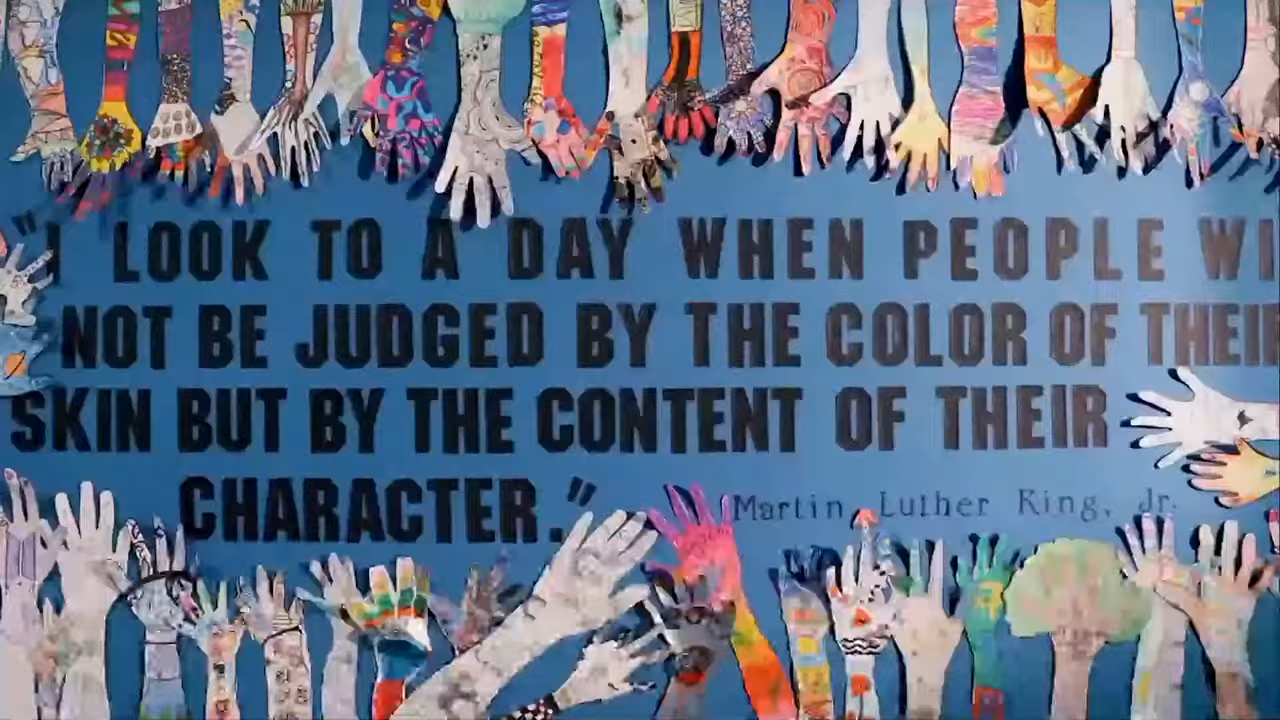 "I LOOK TO A DAY WHEN PEOPLE WI
NOT BE JUDGED BY THE COLOR OF THEIR
SKIN BUT BY THE CONTENT OF THEIR
CHARACTER."
Martin Luther King, Jr.